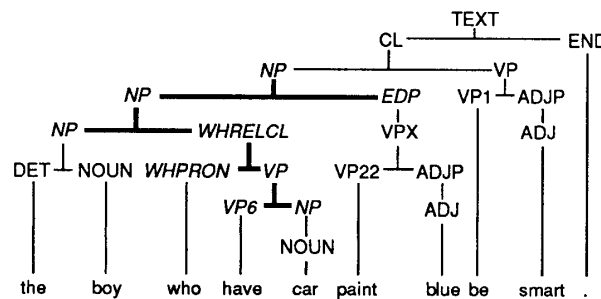 TEXT
CL END
NP VP
NP EDP VP1 ADJP
NP WHRELCL VPX ADJ
DET NOUN WHPRON VP VP22 ADJP
VP6 NP ADJ
NOUN
the boy who have car paint blue be smart .